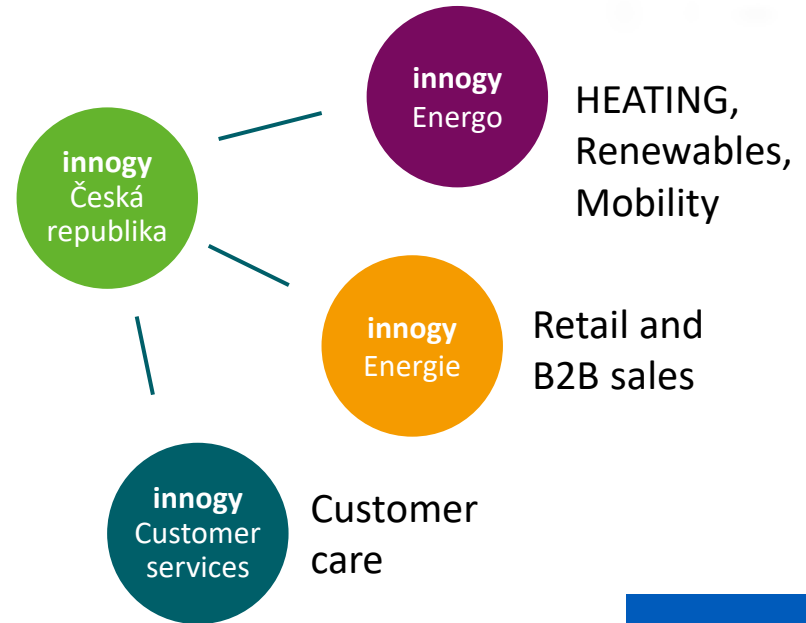 innogy
Energo
HEATING,
Renewables,
Mobility
innogy
Česká
republika
innogy
Energie
Retail and
B2B sales
innogy
Customer
services
Customer
care